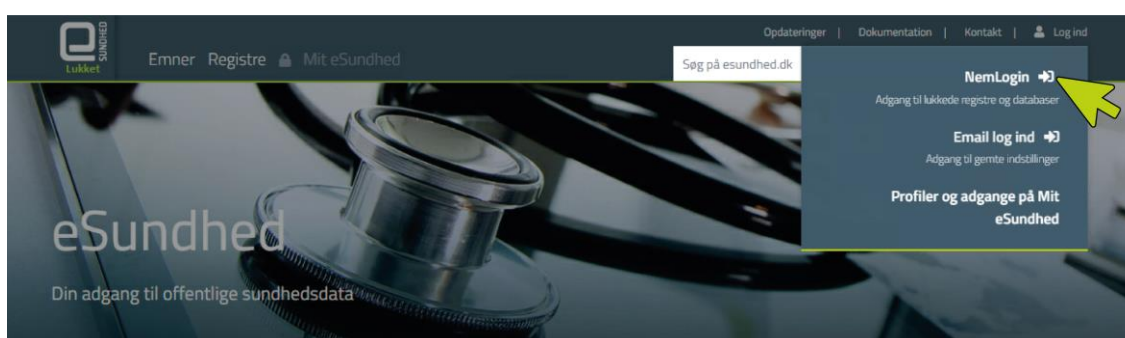 SUNDHED
Lukket
Opdateringer | Dokumentation | Kontakt | Log ind
Emner Registre Mit eSundhed
Søg på esundhed.dk
NemLogin
Adgang til lukkede registre og databaser
Email log ind
Adgang til gemte indstillinger
Profiler og adgange på Mit
eSundhed
eSundhed
Din adgang til offentlige sundhedsdata